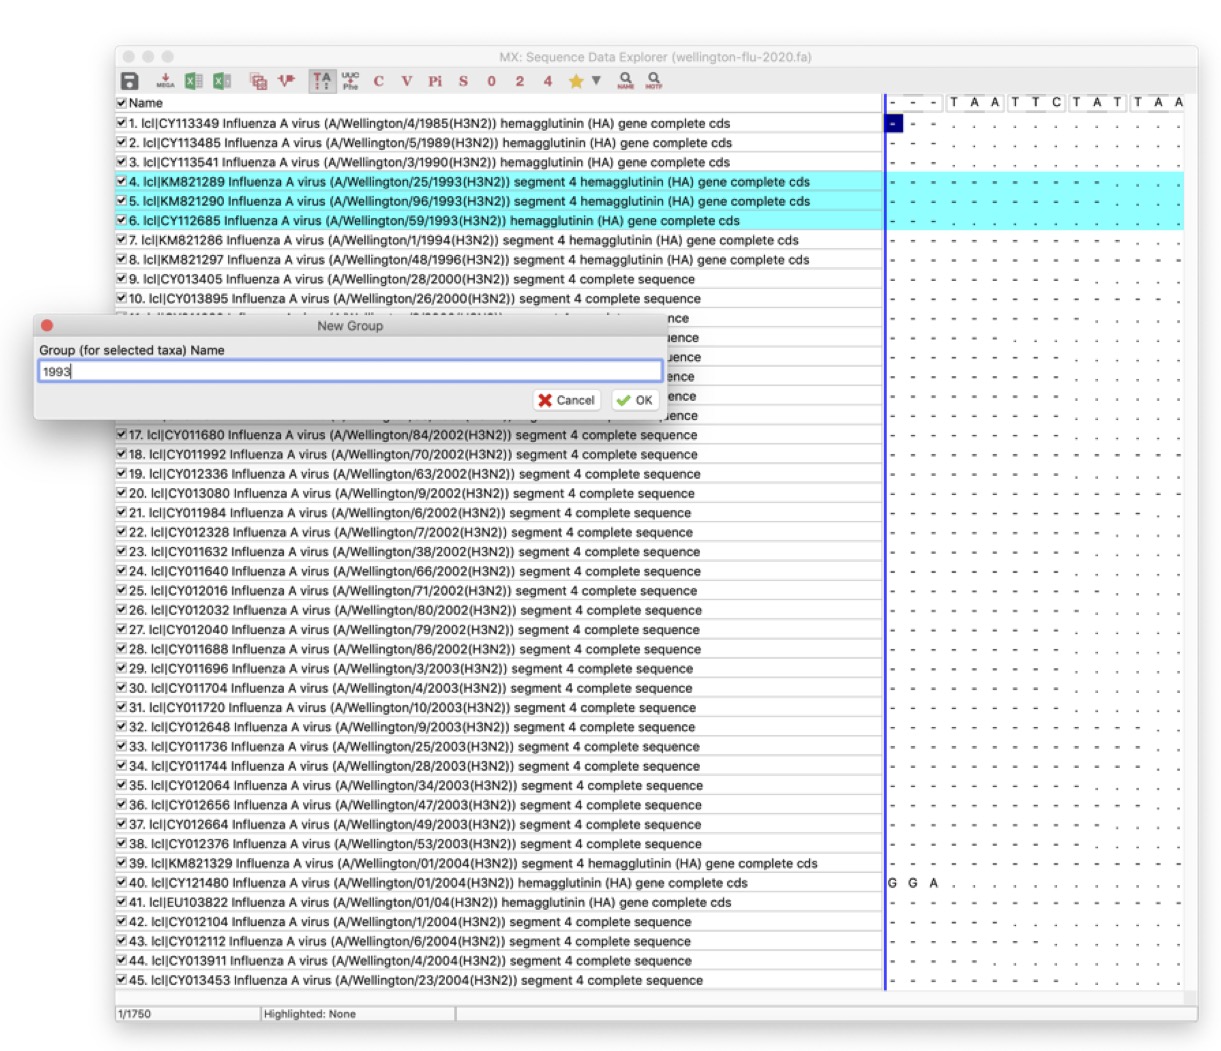 MX: Sequence Data Explorer (wellington-flu-2020.fa)
MEGA TA UUC Phe C V Pi S 0 2 4 NAME MOTF
Name - - - T A A T T C T A T T A A
1. lcl|CY113349 Influenza A virus (A/Wellington/4/1985(H3N2)) hemagglutinin (HA) gene complete cds
2. lcl|CY113485 Influenza A virus (A/Wellington/5/1989(H3N2)) hemagglutinin (HA) gene complete cds
3. lcl|CY113541 Influenza A virus (A/Wellington/3/1990(H3N2)) hemagglutinin (HA) gene complete cds
4. lcl|KM821289 Influenza A virus (A/Wellington/25/1993(H3N2)) segment 4 hemagglutinin (HA) gene complete cds
5. lcl|KM821290 Influenza A virus (A/Wellington/96/1993(H3N2)) segment 4 hemagglutinin (HA) gene complete cds
6. lcl|CY112685 Influenza A virus (A/Wellington/59/1993(H3N2)) hemagglutinin (HA) gene complete cds
7. lcl|KM821286 Influenza A virus (A/Wellington/1/1994(H3N2)) segment 4 hemagglutinin (HA) gene complete cds
8. lcl|KM821297 Influenza A virus (A/Wellington/48/1996(H3N2)) segment 4 hemagglutinin (HA) gene complete cds
9. lcl|CY013405 Influenza A virus (A/Wellington/28/2000(H3N2)) segment 4 complete sequence
10. lcl|CY013895 Influenza A virus (A/Wellington/26/2000(H3N2)) segment 4 complete sequence
New Group
Group (for selected taxa) Name
1993
Cancel OK
17. lcl|CY011680 Influenza A virus (A/Wellington/84/2002(H3N2)) segment 4 complete sequence
18. lcl|CY011992 Influenza A virus (A/Wellington/70/2002(H3N2)) segment 4 complete sequence
19. lcl|CY012336 Influenza A virus (A/Wellington/63/2002(H3N2)) segment 4 complete sequence
20. lcl|CY013080 Influenza A virus (A/Wellington/9/2002(H3N2)) segment 4 complete sequence
21. lcl|CY011984 Influenza A virus (A/Wellington/6/2002(H3N2)) segment 4 complete sequence
22. lcl|CY012328 Influenza A virus (A/Wellington/7/2002(H3N2)) segment 4 complete sequence
23. lcl|CY011632 Influenza A virus (A/Wellington/38/2002(H3N2)) segment 4 complete sequence
24. lcl|CY011640 Influenza A virus (A/Wellington/66/2002(H3N2)) segment 4 complete sequence
25. lcl|CY012016 Influenza A virus (A/Wellington/71/2002(H3N2)) segment 4 complete sequence
26. lcl|CY012032 Influenza A virus (A/Wellington/80/2002(H3N2)) segment 4 complete sequence
27. lcl|CY012040 Influenza A virus (A/Wellington/79/2002(H3N2)) segment 4 complete sequence
28. lcl|CY011688 Influenza A virus (A/Wellington/86/2002(H3N2)) segment 4 complete sequence
29. lcl|CY011696 Influenza A virus (A/Wellington/3/2003(H3N2)) segment 4 complete sequence
30. lcl|CY011704 Influenza A virus (A/Wellington/4/2003(H3N2)) segment 4 complete sequence
31. lcl|CY011720 Influenza A virus (A/Wellington/10/2003(H3N2)) segment 4 complete sequence
32. lcl|CY012648 Influenza A virus (A/Wellington/9/2003(H3N2)) segment 4 complete sequence
33. lcl|CY011736 Influenza A virus (A/Wellington/25/2003(H3N2)) segment 4 complete sequence
34. lcl|CY011744 Influenza A virus (A/Wellington/28/2003(H3N2)) segment 4 complete sequence
35. lcl|CY012064 Influenza A virus (A/Wellington/34/2003(H3N2)) segment 4 complete sequence
36. lcl|CY012656 Influenza A virus (A/Wellington/47/2003(H3N2)) segment 4 complete sequence
37. lcl|CY012664 Influenza A virus (A/Wellington/49/2003(H3N2)) segment 4 complete sequence
38. lcl|CY012376 Influenza A virus (A/Wellington/53/2003(H3N2)) segment 4 complete sequence
39. lcl|KM821329 Influenza A virus (A/Wellington/01/2004(H3N2)) segment 4 hemagglutinin (HA) gene complete cds
40. lcl|CY121480 Influenza A virus (A/Wellington/01/2004(H3N2)) hemagglutinin (HA) gene complete cds G G A
41. lcl|EU103822 Influenza A virus (A/Wellington/01/04(H3N2)) hemagglutinin (HA) gene complete cds
42. lcl|CY012104 Influenza A virus (A/Wellington/1/2004(H3N2)) segment 4 complete sequence
43. lcl|CY012112 Influenza A virus (A/Wellington/6/2004(H3N2)) segment 4 complete sequence
44. lcl|CY013911 Influenza A virus (A/Wellington/4/2004(H3N2)) segment 4 complete sequence
45. lcl|CY013453 Influenza A virus (A/Wellington/23/2004(H3N2)) segment 4 complete sequence
1/1750 Highlighted: None